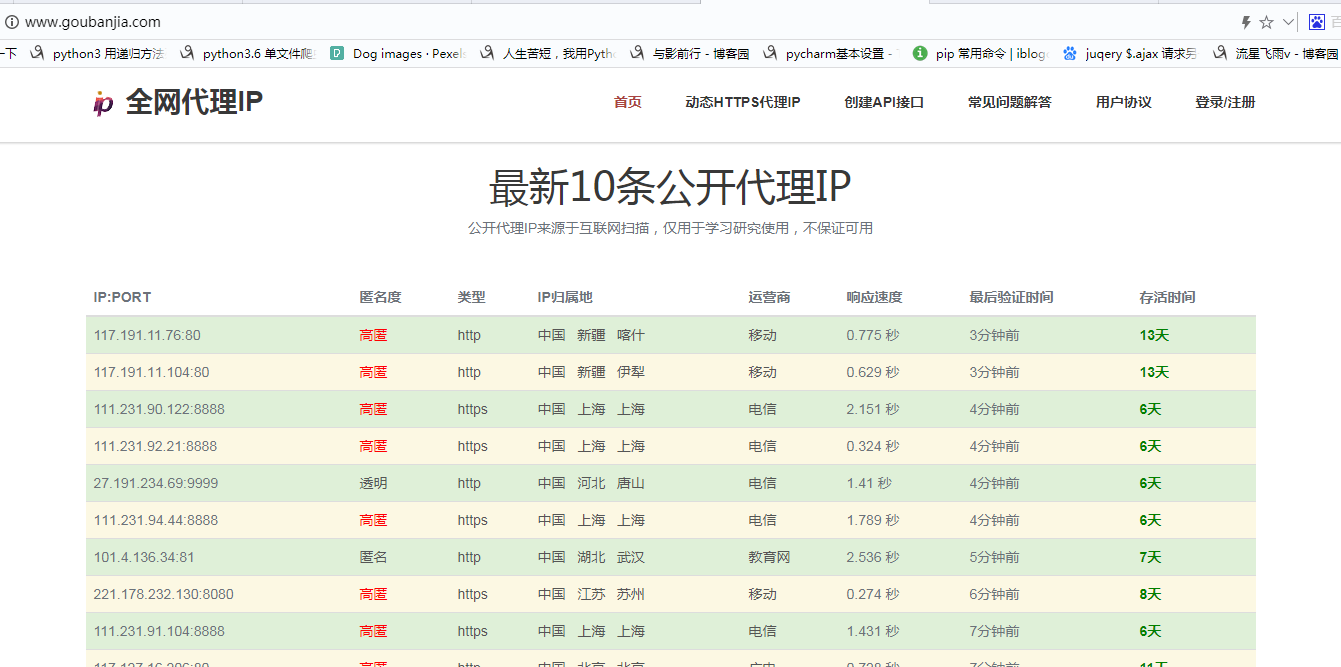 www.goubanjia.com
一下 python3 用递归方法 python3.6 单文件爬 Dog images · Pexels 人生苦短，我用Pytho 与影前行 - 博客园 pycharm基本设置 - pip 常用命令 | iblog juqery $.ajax 请求另 流星飞雨v - 博客园
ip 全网代理IP 首页 动态HTTPS代理IP 创建API接口 常见问题解答 用户协议 登录/注册
最新10条公开代理IP
公开代理IP来源于互联网扫描，仅用于学习研究使用，不保证可用
IP:PORT 匿名度 类型 IP归属地 运营商 响应速度 最后验证时间 存活时间
117.191.11.76:80 高匿 http 中国 新疆 喀什 移动 0.775 秒 3分钟前 13天
117.191.11.104:80 高匿 http 中国 新疆 伊犁 移动 0.629 秒 3分钟前 13天
111.231.90.122:8888 高匿 https 中国 上海 上海 电信 2.151 秒 4分钟前 6天
111.231.92.21:8888 高匿 https 中国 上海 上海 电信 0.324 秒 4分钟前 6天
27.191.234.69:9999 透明 http 中国 河北 唐山 电信 1.41 秒 4分钟前 6天
111.231.94.44:8888 高匿 https 中国 上海 上海 电信 1.789 秒 4分钟前 6天
101.4.136.34:81 匿名 http 中国 湖北 武汉 教育网 2.536 秒 5分钟前 7天
221.178.232.130:8080 高匿 https 中国 江苏 苏州 移动 0.274 秒 6分钟前 8天
111.231.91.104:8888 高匿 https 中国 上海 上海 电信 1.431 秒 7分钟前 6天